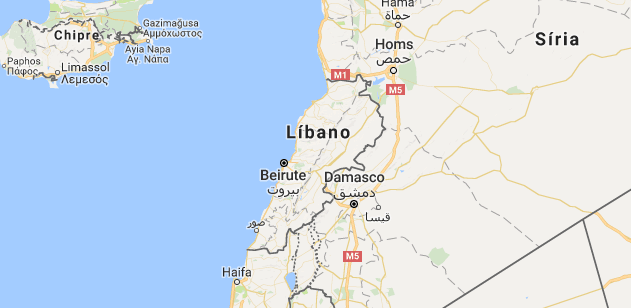 Hama
حماة
Gazimağusa
Αμμόχωστος
Chipre
Ayia Napa
Αγ. Νάπα
Paphos
Πάφος
Limassol
Λεμεσός
Homs
حمص
Síria
M1
M5
Líbano
Beirute
بيروت
Damasco
دمشق
قيسا
صور
M5
Haifa